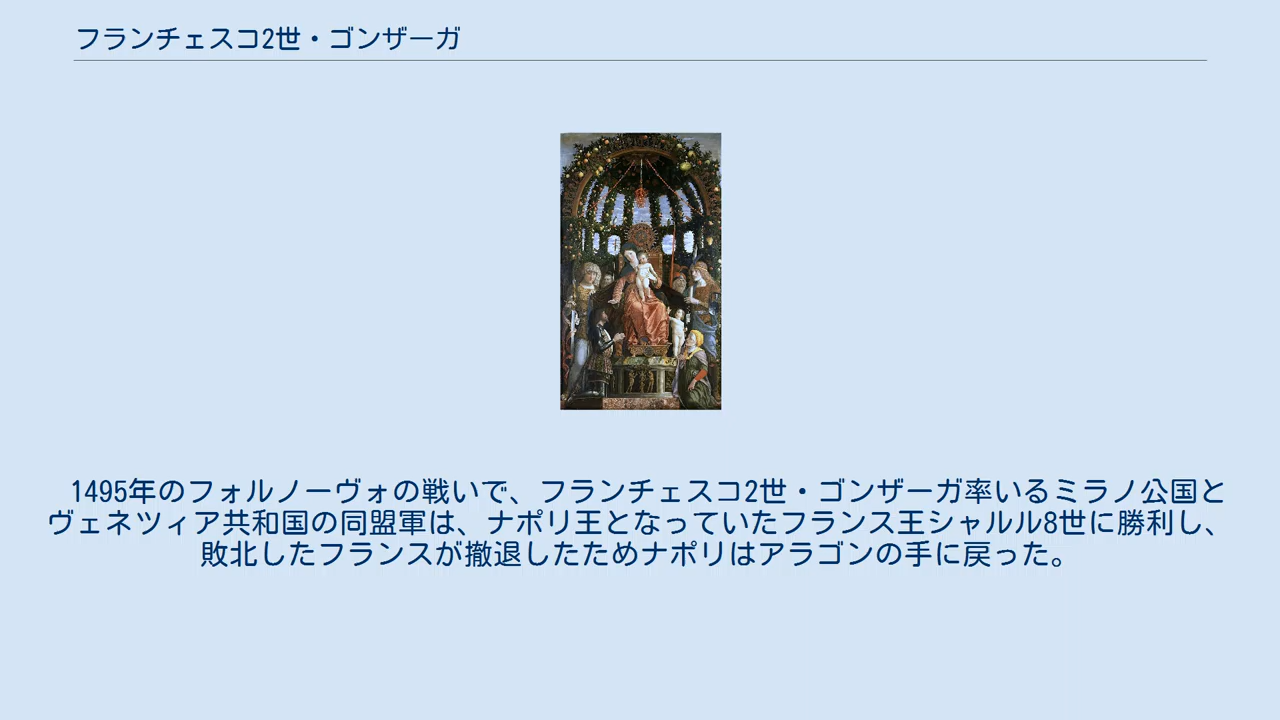 フランチェスコ2世・ゴンザーガ
1495年のフォルノーヴォの戦いで、フランチェスコ2世・ゴンザーガ率いるミラノ公国と
ヴェネツィア共和国の同盟軍は、ナポリ王となっていたフランス王シャルル8世に勝利し、
敗北したフランスが撤退したためナポリはアラゴンの手に戻った。